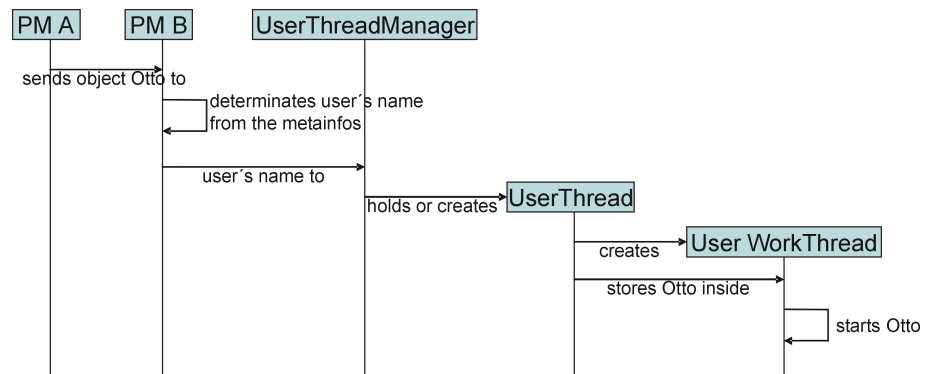 PM A
PM B
UserThreadManager
sends object Otto to
determinates user´s name
from the metainfos
user´s name to
holds or creates
UserThread
User WorkThread
creates
stores Otto inside
starts Otto